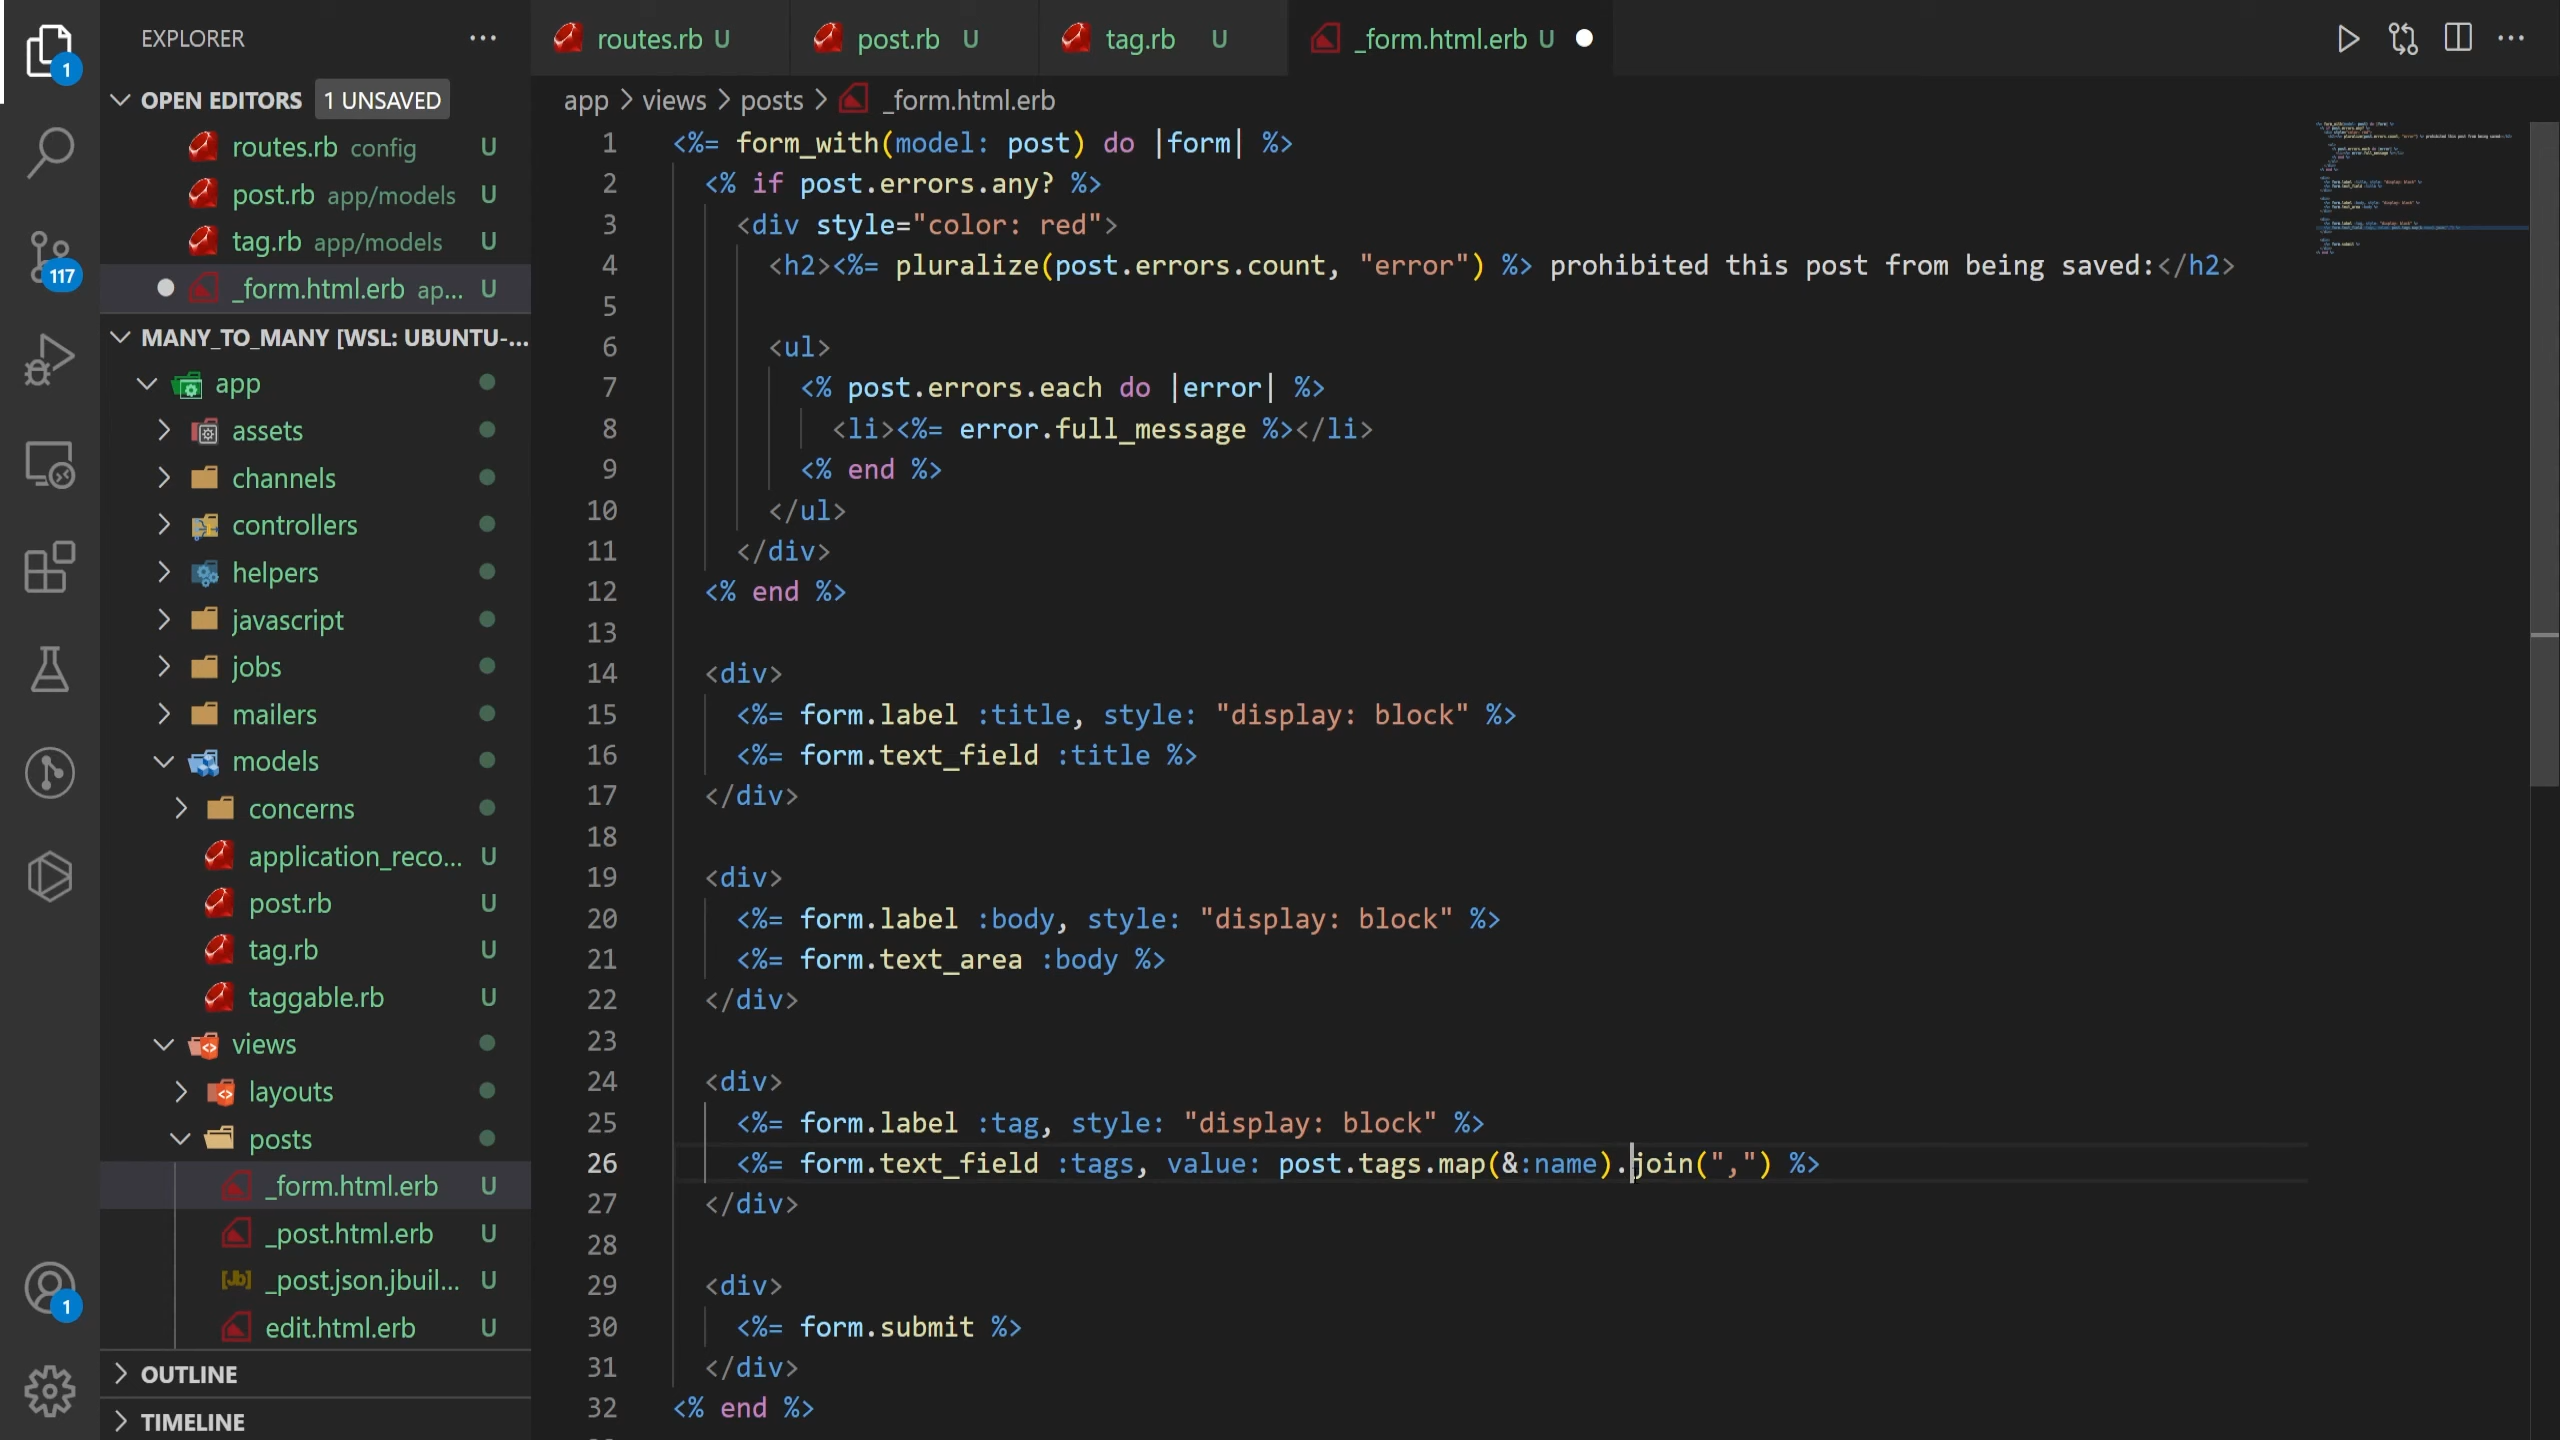 EXPLORER
OPEN EDITORS 1 UNSAVED
routes.rb config U
post.rb app/models U
tag.rb app/models U
_form.html.erb ap... U
MANY_TO_MANY [WSL: UBUNTU-...
app
assets
channels
controllers
helpers
javascript
jobs
mailers
models
concerns
application_reco... U
post.rb U
tag.rb U
taggable.rb U
views
layouts
posts
_form.html.erb U
_post.html.erb U
[Jb] _post.json.jbuil... U
edit.html.erb U
OUTLINE
TIMELINE
1
117
1
routes.rb U post.rb U tag.rb U _form.html.erb U
app > views > posts > _form.html.erb
1 <%= form_with(model: post) do |form| %>
2 <% if post.errors.any? %>
3 <div style="color: red">
4 <h2><%= pluralize(post.errors.count, "error") %> prohibited this post from being saved:</h2>
5
6 <ul>
7 <% post.errors.each do |error| %>
8 <li><%= error.full_message %></li>
9 <% end %>
10 </ul>
11 </div>
12 <% end %>
13
14 <div>
15 <%= form.label :title, style: "display: block" %>
16 <%= form.text_field :title %>
17 </div>
18
19 <div>
20 <%= form.label :body, style: "display: block" %>
21 <%= form.text_area :body %>
22 </div>
23
24 <div>
25 <%= form.label :tag, style: "display: block" %>
26 <%= form.text_field :tags, value: post.tags.map(&:name).join(",") %>
27 </div>
28
29 <div>
30 <%= form.submit %>
31 </div>
32 <% end %>